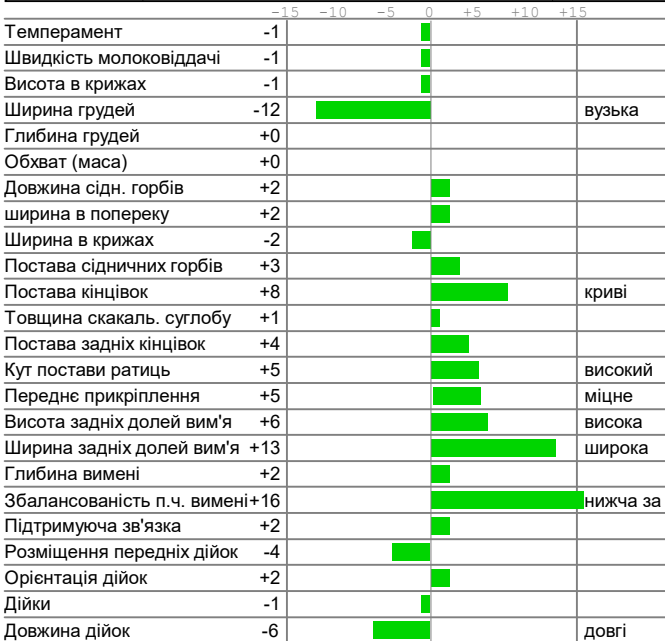 -15 -10 -5 0 +5 +10 +15
Темперамент -1
Швидкість молоковіддачі -1
Висота в крижах -1
Ширина грудей -12 вузька
Глибина грудей +0
Обхват (маса) +0
Довжина сідн. горбів +2
ширина в попереку +2
Ширина в крижах -2
Постава сідничних горбів +3
Постава кінцівок +8 криві
Товщина скакаль. суглобу +1
Постава задніх кінцівок +4
Кут постави ратиць +5 високий
Переднє прикріплення +5 міцне
Висота задніх долей вим'я +6 висока
Ширина задніх долей вим'я +13 широка
Глибина вимені +2
Збалансованість п.ч. вимені+16 нижча за
Підтримуюча зв'язка +2
Розміщення передніх дійок -4
Орієнтація дійок +2
Дійки -1
Довжина дійок -6 довгі